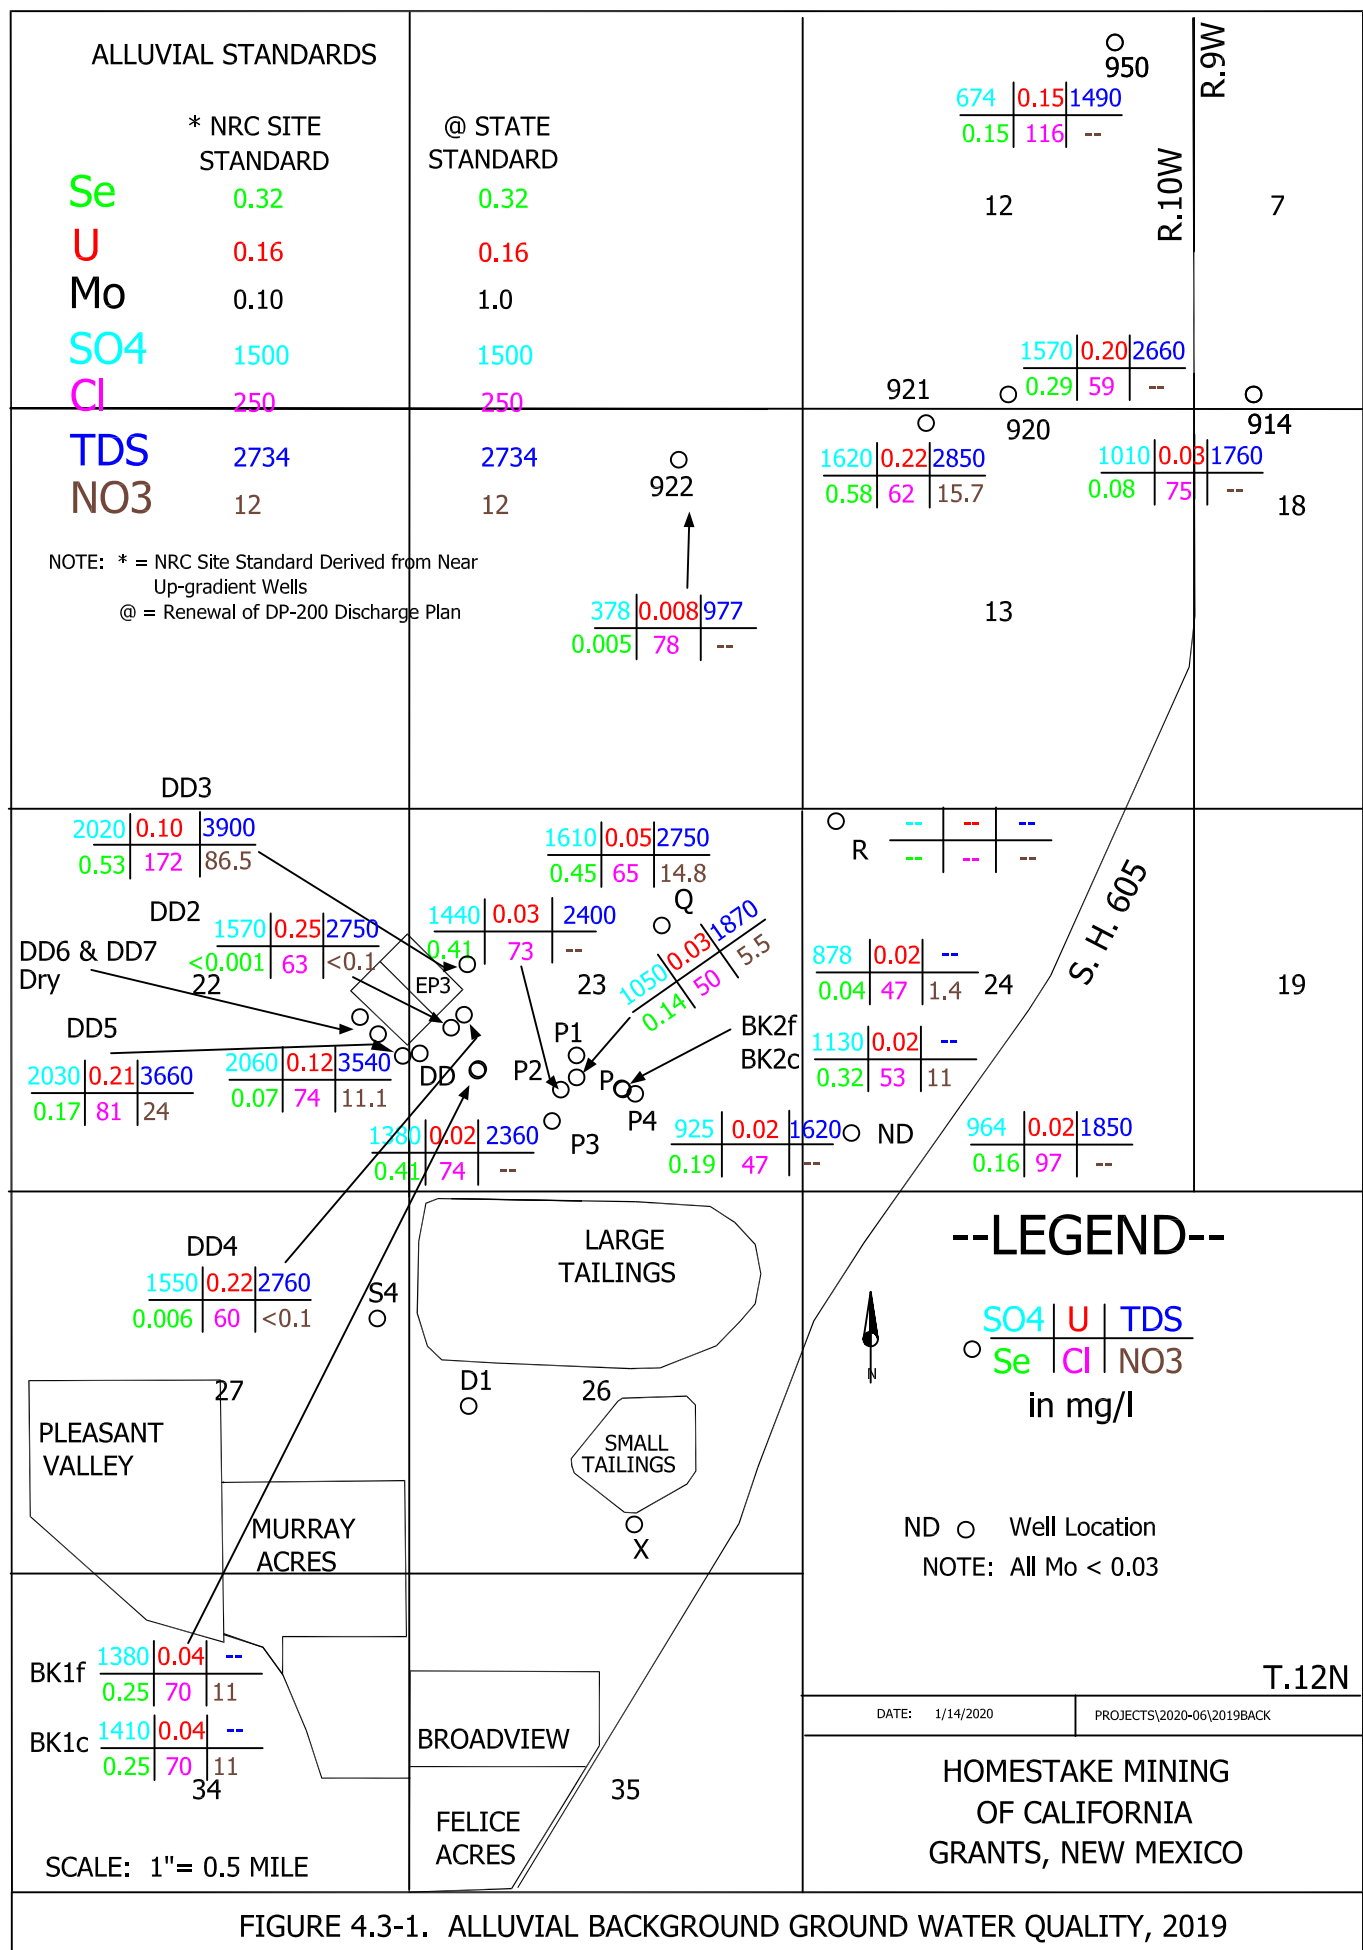 ALLUVIAL STANDARDS
* NRC SITE STANDARD
@ STATE STANDARD
Se 0.32 0.32
U 0.16 0.16
Mo 0.10 1.0
SO4 1500 1500
Cl 250 250
TDS 2734 2734
NO3 12 12
NOTE: * = NRC Site Standard Derived from Near
Up-gradient Wells
@ = Renewal of DP-200 Discharge Plan
950
674 0.15 1490
0.15 116 --
R.9W
R.10W
12
7
1570 0.20 2660
0.29 59 --
921
920
914
1620 0.22 2850
0.58 62 15.7
1010 0.03 1760
0.08 75 --
18
922
378 0.008 977
0.005 78 --
13
DD3
2020 0.10 3900
0.53 172 86.5
1610 0.05 2750
0.45 65 14.8
R
-- -- --
-- -- --
S. H. 605
DD2
1570 0.25 2750
<0.001 63 <0.1
1440 0.03 2400
0.41 73 --
Q
1050 0.03 1870
0.14 50 5.5
DD6 & DD7
Dry
22
EP3
23
878 0.02 --
0.04 47 1.4
24
19
DD5
2030 0.21 3660
0.17 81 24
2060 0.12 3540
0.07 74 11.1
DD
P1
P2
P
BK2f
BK2c
1130 0.02 --
0.32 53 11
P4
P3
1380 0.02 2360
0.41 74 --
925 0.02 1620
0.19 47 --
ND
964 0.02 1850
0.16 97 --
DD4
1550 0.22 2760
0.006 60 <0.1
S4
LARGE
TAILINGS
--LEGEND--
SO4 U TDS
Se Cl NO3
in mg/l
N
27
D1
26
PLEASANT
VALLEY
SMALL
TAILINGS
MURRAY
ACRES
X
ND Well Location
NOTE: All Mo < 0.03
BK1f
1380 0.04 --
0.25 70 11
BK1c
1410 0.04 --
0.25 70 11
34
T.12N
DATE: 1/14/2020
PROJECTS\2020-06\2019BACK
BROADVIEW
35
FELICE
ACRES
HOMESTAKE MINING
OF CALIFORNIA
GRANTS, NEW MEXICO
SCALE: 1"= 0.5 MILE
FIGURE 4.3-1. ALLUVIAL BACKGROUND GROUND WATER QUALITY, 2019